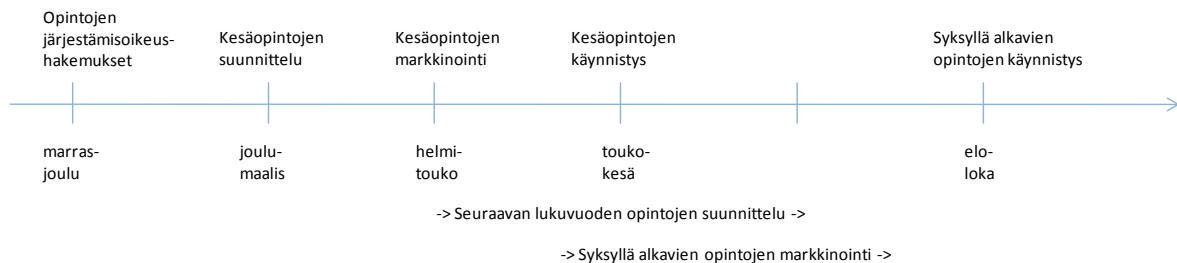 Opintojen
järjestämisoikeus-
hakemukset
Kesäopintojen
suunnittelu
Kesäopintojen
markkinointi
Kesäopintojen
käynnistys
Syksyllä alkavien
opintojen käynnistys
marras-
joulu
joulu-
maalis
helmi-
touko
touko-
kesä
elo-
loka
-> Seuraavan lukuvuoden opintojen suunnittelu ->
-> Syksyllä alkavien opintojen markkinointi ->